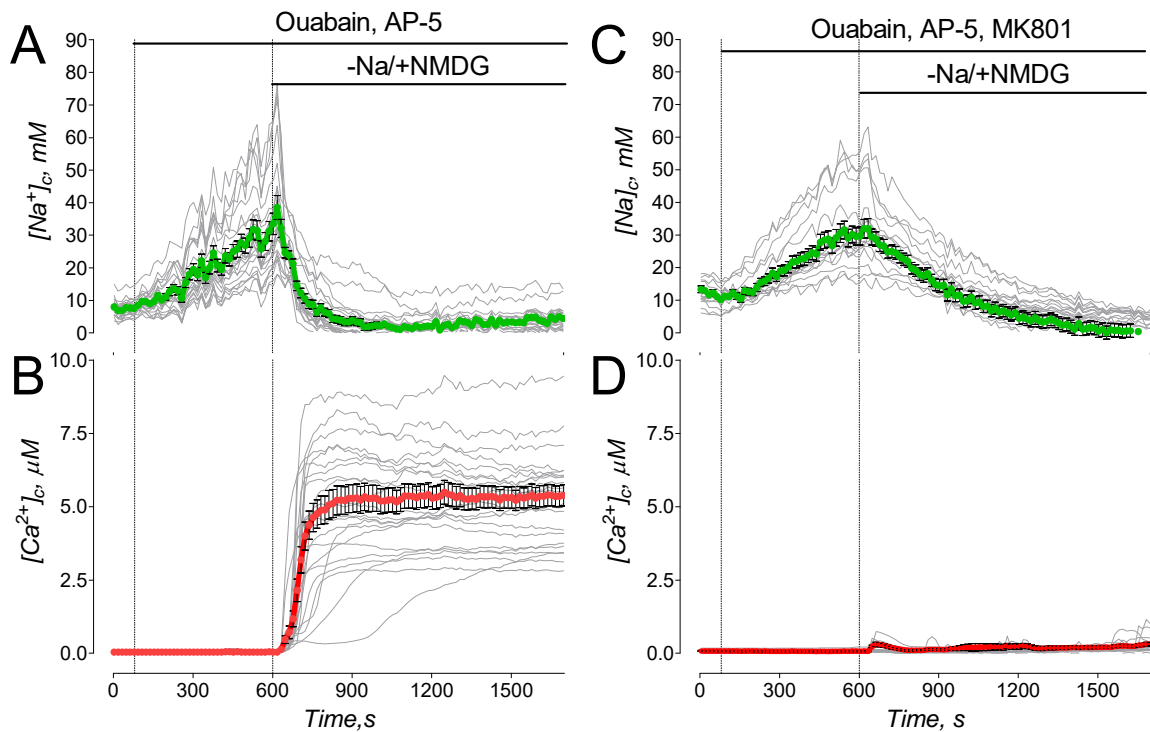 A
Ouabain, AP-5
-Na/+NMDG
90
80
70
60
50
40
30
20
10
0
[Na⁺]c, mM
B
10.0
7.5
5.0
2.5
0.0
[Ca²⁺]c, µM
0 300 600 900 1200 1500
Time,s
C
Ouabain, AP-5, MK801
-Na/+NMDG
90
80
70
60
50
40
30
20
10
0
[Na]c, mM
D
10.0
7.5
5.0
2.5
0.0
[Ca²⁺]c, µM
0 300 600 900 1200 1500
Time, s